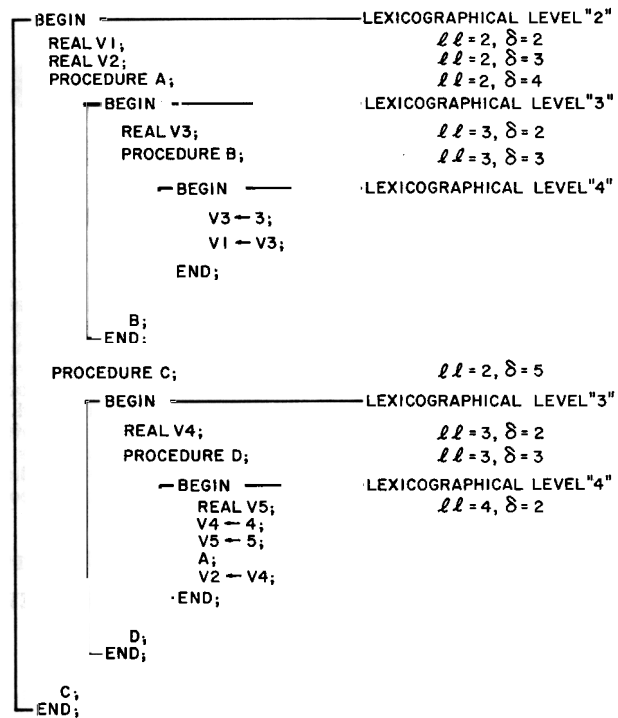 BEGIN LEXICOGRAPHICAL LEVEL"2"
REAL V1; ℓℓ=2, δ=2
REAL V2; ℓℓ=2, δ=3
PROCEDURE A; ℓℓ=2, δ=4
BEGIN LEXICOGRAPHICAL LEVEL"3"
REAL V3; ℓℓ=3, δ=2
PROCEDURE B; ℓℓ=3, δ=3
BEGIN LEXICOGRAPHICAL LEVEL"4"
V3←3;
V1←V3;
END;
B;
END:
PROCEDURE C; ℓℓ=2, δ=5
BEGIN LEXICOGRAPHICAL LEVEL"3"
REAL V4; ℓℓ=3, δ=2
PROCEDURE D; ℓℓ=3, δ=3
BEGIN LEXICOGRAPHICAL LEVEL"4"
REAL V5; ℓℓ=4, δ=2
V4←4;
V5←5;
A;
V2←V4;
END;
D;
END;
C;
END;